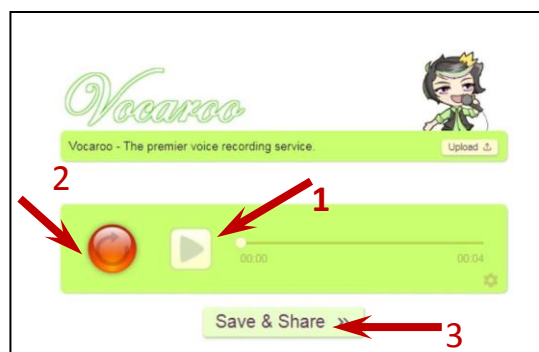 Vocaroo
Vocaroo - The premier voice recording service.
Upload
2
1
00:00
00:04
Save & Share »
3